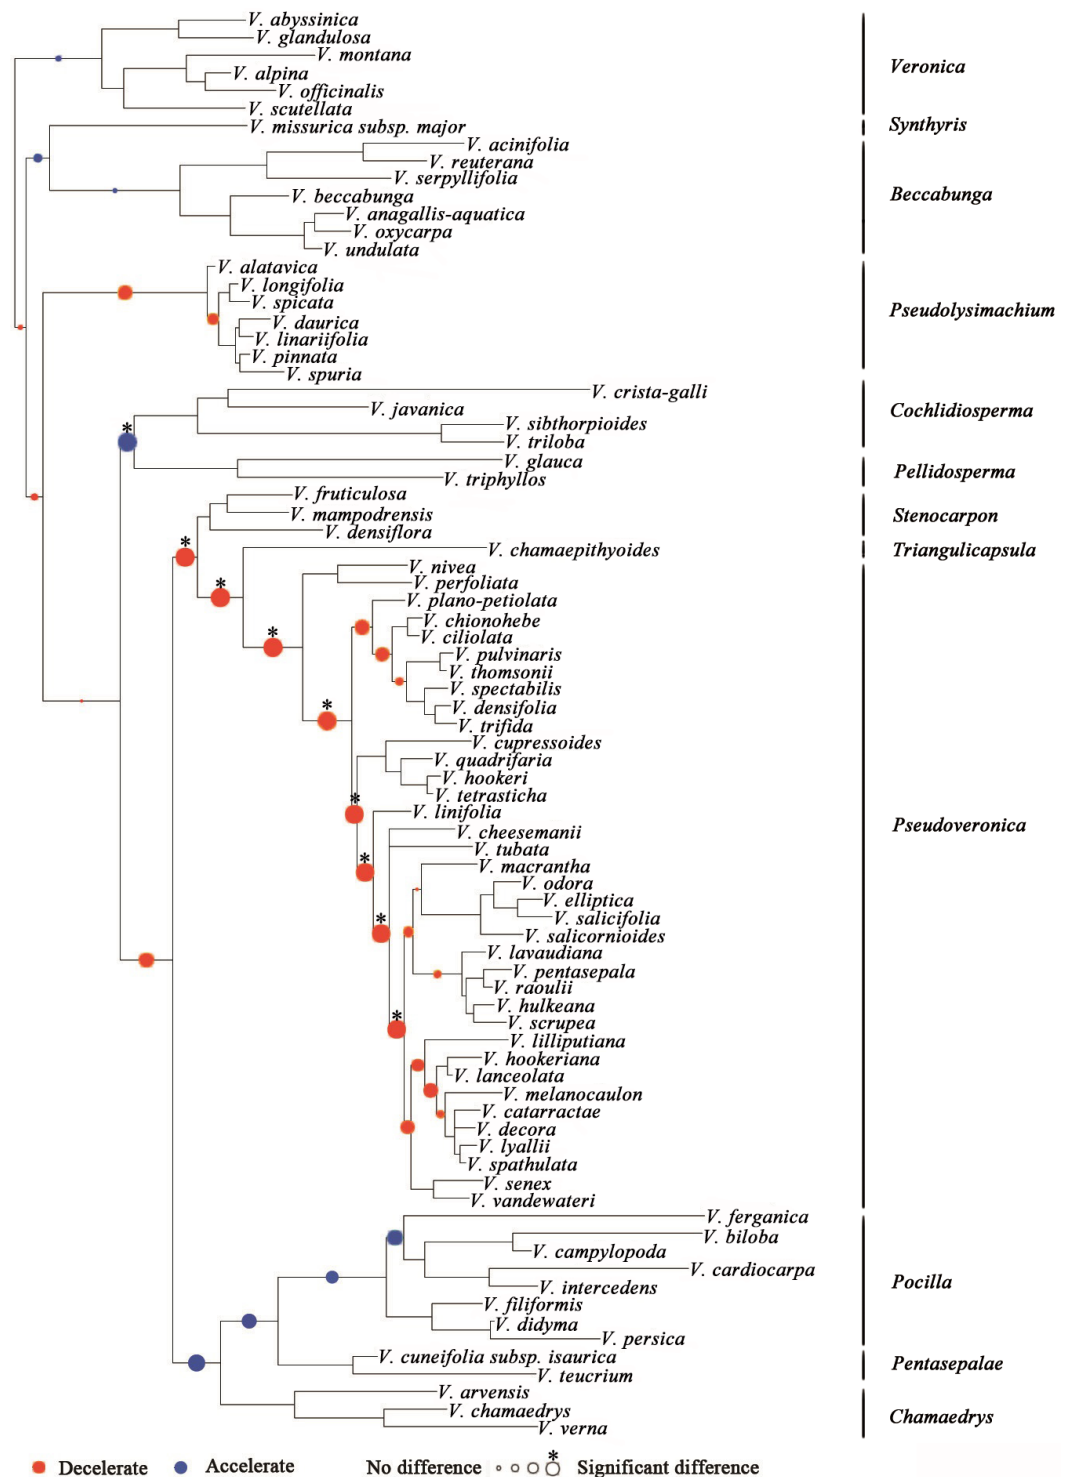 V. abyssinica
V. glandulosa
V. montana
V. alpina
V. officinalis
V. scutellata
Veronica
V. missurica subsp. major
Synthyris
V. acinifolia
V. reuterana
V. serpyllifolia
V. beccabunga
V. anagallis-aquatica
V. oxycarpa
V. undulata
Beccabunga
V. alatavica
V. longifolia
V. spicata
V. daurica
V. linariifolia
V. pinnata
V. spuria
Pseudolysimachium
V. crista-galli
V. javanica
V. sibthorpioides
V. triloba
Cochlidiosperma
V. glauca
V. triphyllos
Pellidosperma
V. fruticulosa
V. mampodrensis
V. densiflora
Stenocarpon
V. chamaepithyoides
Triangulicapsula
V. nivea
V. perfoliata
V. plano-petiolata
V. chionohebe
V. ciliolata
V. pulvinaris
V. thomsonii
V. spectabilis
V. densifolia
V. trifida
V. cupressoides
V. quadrifaria
V. hookeri
V. tetrasticha
V. linifolia
V. cheesemanii
V. tubata
V. macrantha
V. odora
V. elliptica
V. salicifolia
V. salicornioides
V. lavaudiana
V. pentasepala
V. raoulii
V. hulkeana
V. scrupea
V. lilliputiana
V. hookeriana
V. lanceolata
V. melanocaulon
V. catarractae
V. decora
V. lyallii
V. spathulata
V. senex
V. vandewateri
Pseudoveronica
V. ferganica
V. biloba
V. campylopoda
V. cardiocarpa
V. intercedens
V. filiformis
V. didyma
V. persica
Pocilla
V. cuneifolia subsp. isaurica
V. teucrium
Pentasepalae
V. arvensis
V. chamaedrys
V. verna
Chamaedrys
Decelerate Accelerate No difference * Significant difference